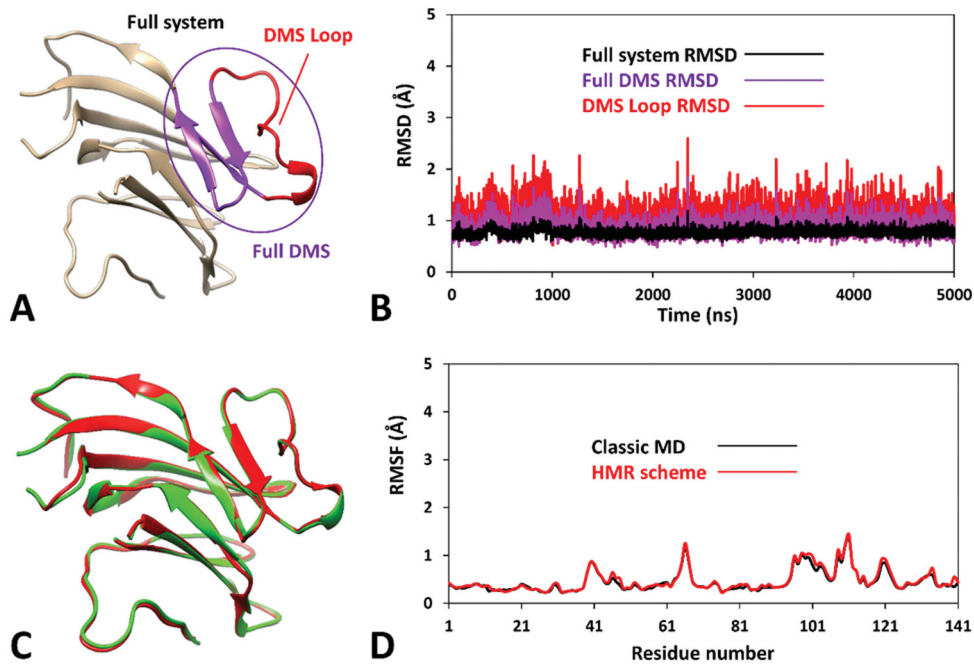 Full system
DMS Loop
Full DMS
A
RMSD (Å)
5
4
3
2
1
0
Full system RMSD
Full DMS RMSD
DMS Loop RMSD
0 1000 2000 3000 4000 5000
Time (ns)
B
C
RMSF (Å)
5
4
3
2
1
0
Classic MD
HMR scheme
1 21 41 61 81 101 121 141
Residue number
D